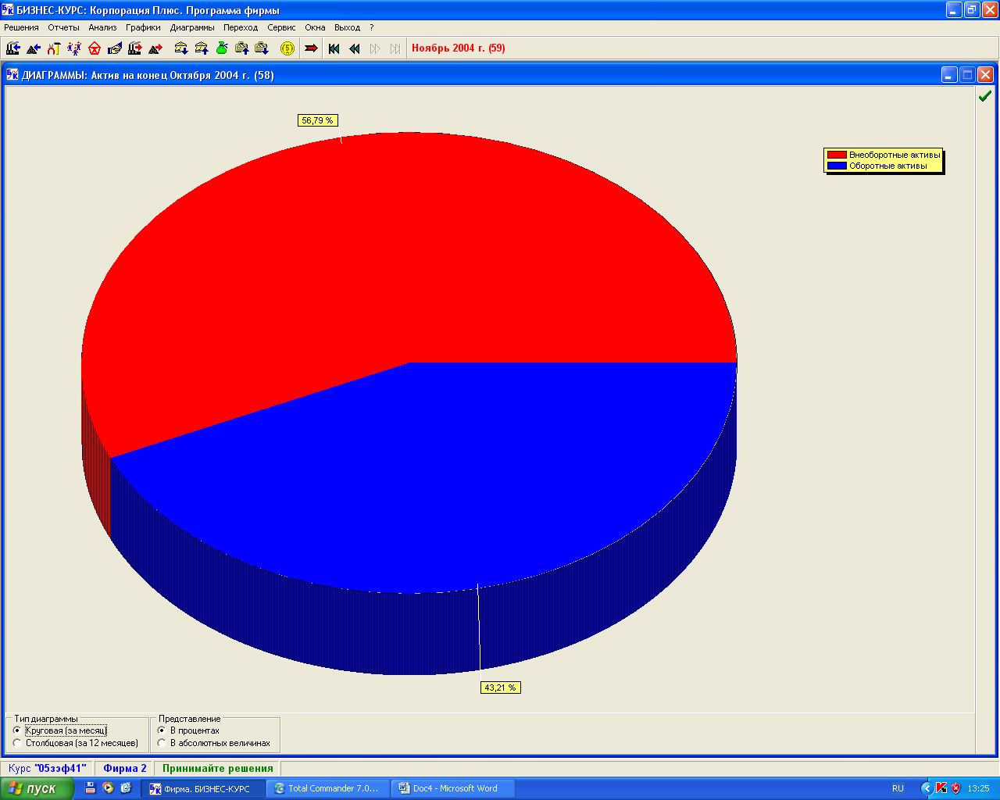 БИЗНЕС-КУРС: Корпорация Плюс. Программа фирмы
Решения Отчеты Анализ Графики Диаграммы Переход Сервис Окна Выход ?
Ноябрь 2004 г. (59)
ДИАГРАММЫ: Актив на конец Октября 2004 г. (58)
56,79 %
Внеоборотные активы
Оборотные активы
43,21 %
Тип диаграммы
Круговая (за месяц)
Столбцовая (за 12 месяцев)
Представление
В процентах
В абсолютных величинах
Курс "05ззф41" Фирма 2 Принимайте решения
пуск Фирма. БИЗНЕС-КУРС Total Commander 7.0... Doc4 - Microsoft Word RU 13:25